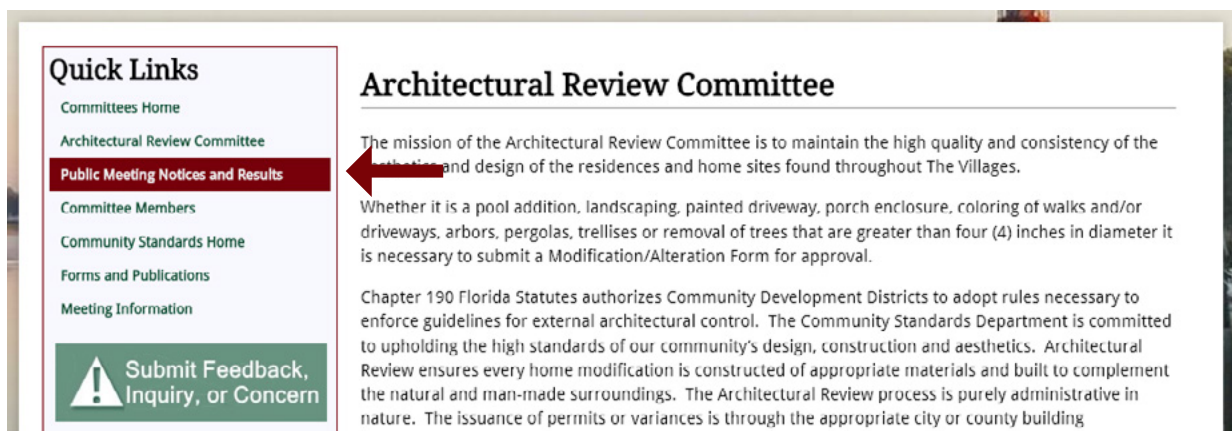 Quick Links
Committees Home
Architectural Review Committee
Public Meeting Notices and Results
Committee Members
Community Standards Home
Forms and Publications
Meeting Information
Submit Feedback,
Inquiry, or Concern
Architectural Review Committee
The mission of the Architectural Review Committee is to maintain the high quality and consistency of the
and design of the residences and home sites found throughout The Villages.
Whether it is a pool addition, landscaping, painted driveway, porch enclosure, coloring of walks and/or
driveways, arbors, pergolas, trellises or removal of trees that are greater than four (4) inches in diameter it
is necessary to submit a Modification/Alteration Form for approval.
Chapter 190 Florida Statutes authorizes Community Development Districts to adopt rules necessary to
enforce guidelines for external architectural control. The Community Standards Department is committed
to upholding the high standards of our community's design, construction and aesthetics. Architectural
Review ensures every home modification is constructed of appropriate materials and built to complement
the natural and man-made surroundings. The Architectural Review process is purely administrative in
nature. The issuance of permits or variances is through the appropriate city or county building